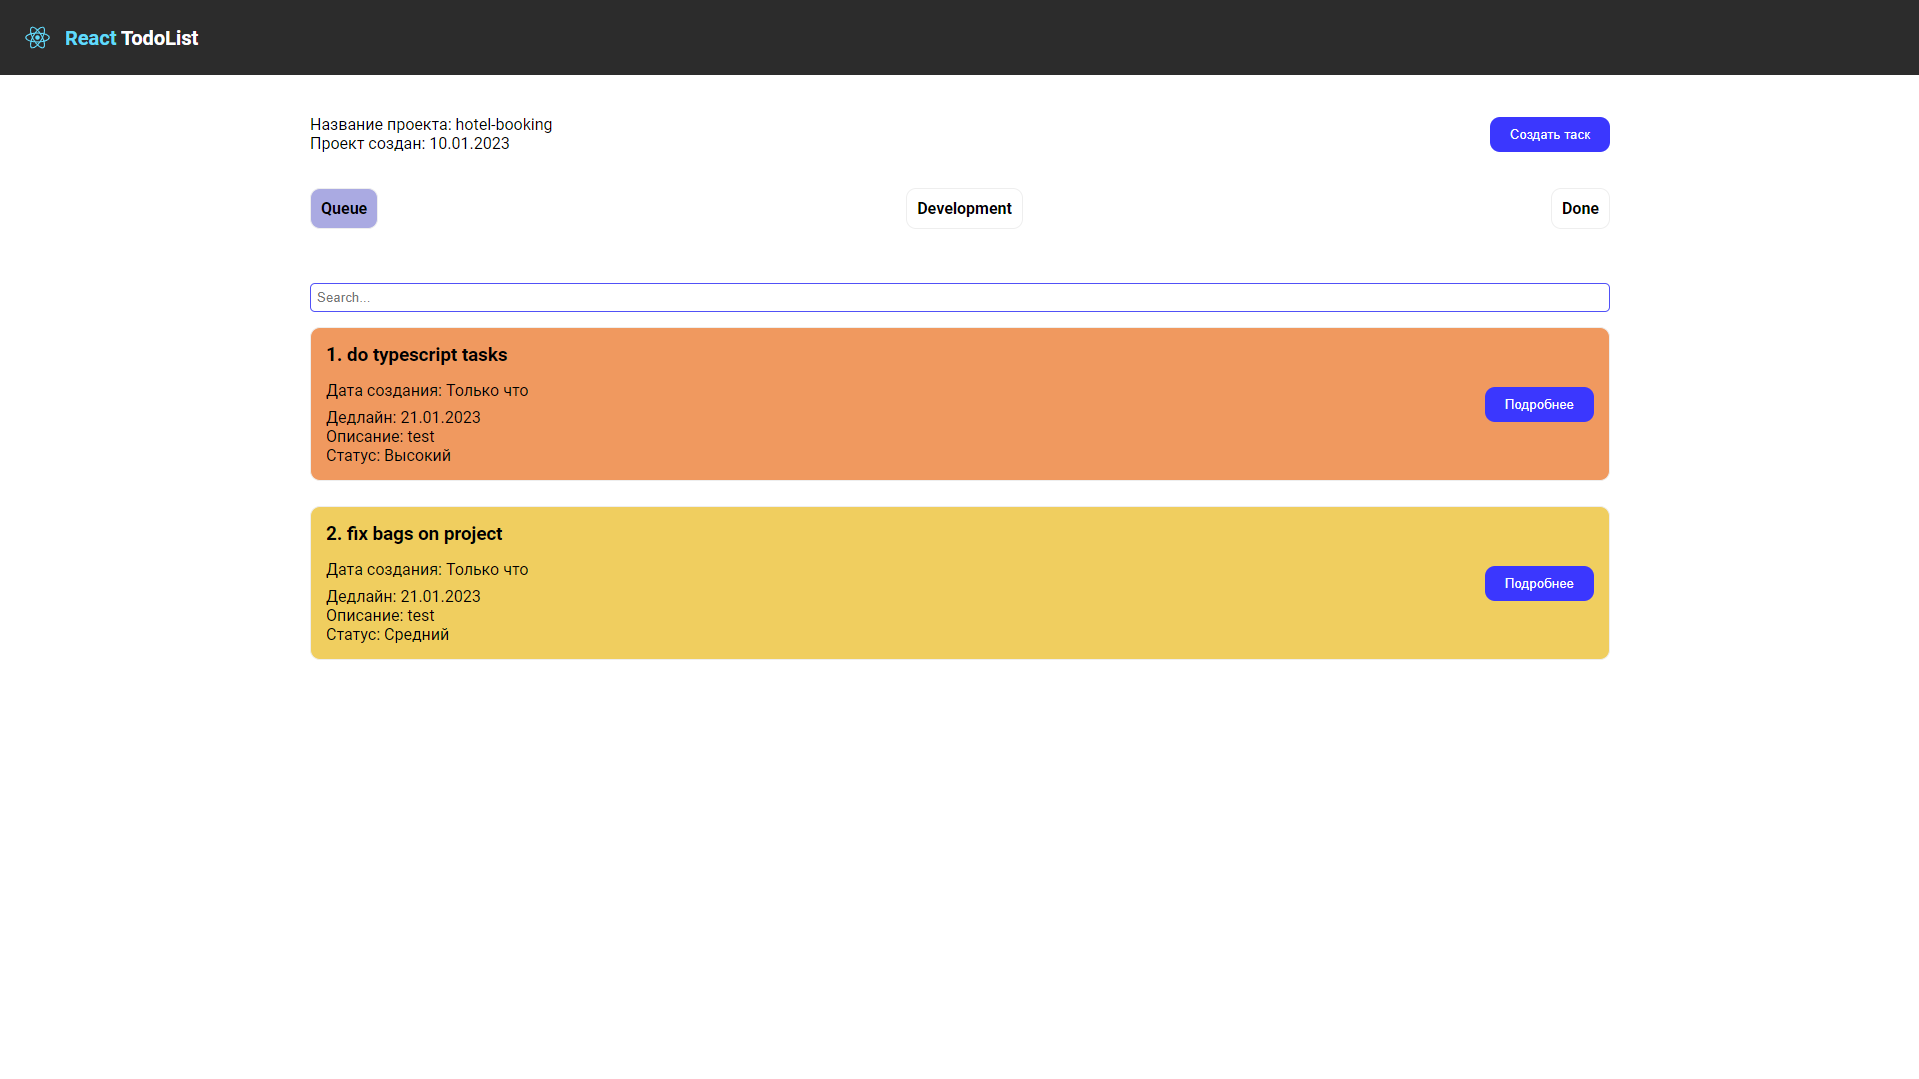 React TodoList
Название проекта: hotel-booking
Проект создан: 10.01.2023
Создать таск
Queue
Development
Done
Search...
1. do typescript tasks
Дата создания: Только что
Дедлайн: 21.01.2023
Описание: test
Статус: Высокий
Подробнее
2. fix bags on project
Дата создания: Только что
Дедлайн: 21.01.2023
Описание: test
Статус: Средний
Подробнее